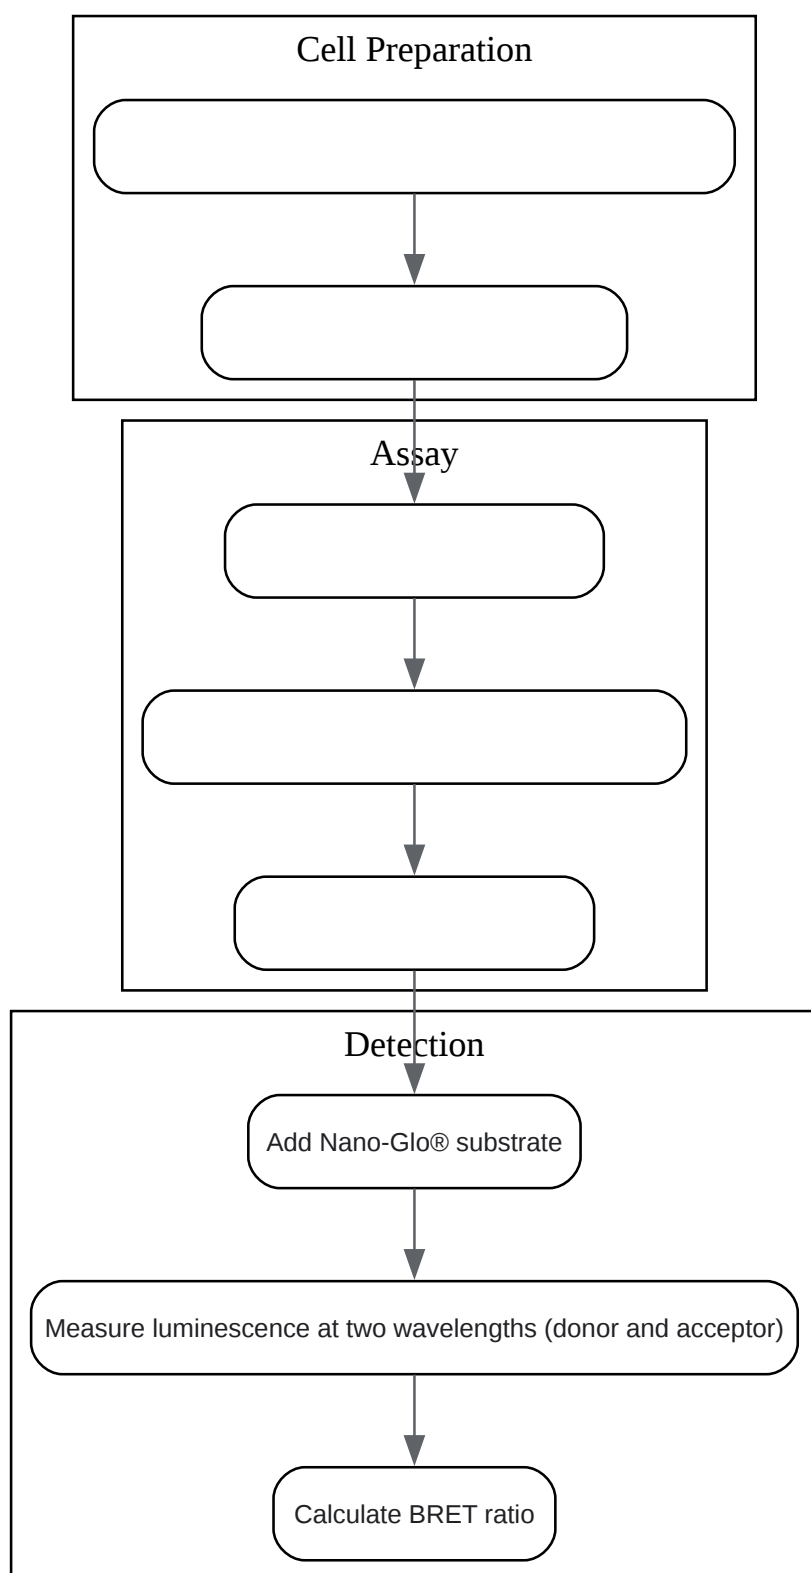 Cell Preparation
Assay
Detection
Add Nano-Glo® substrate
Measure luminescence at two wavelengths (donor and acceptor)
Calculate BRET ratio